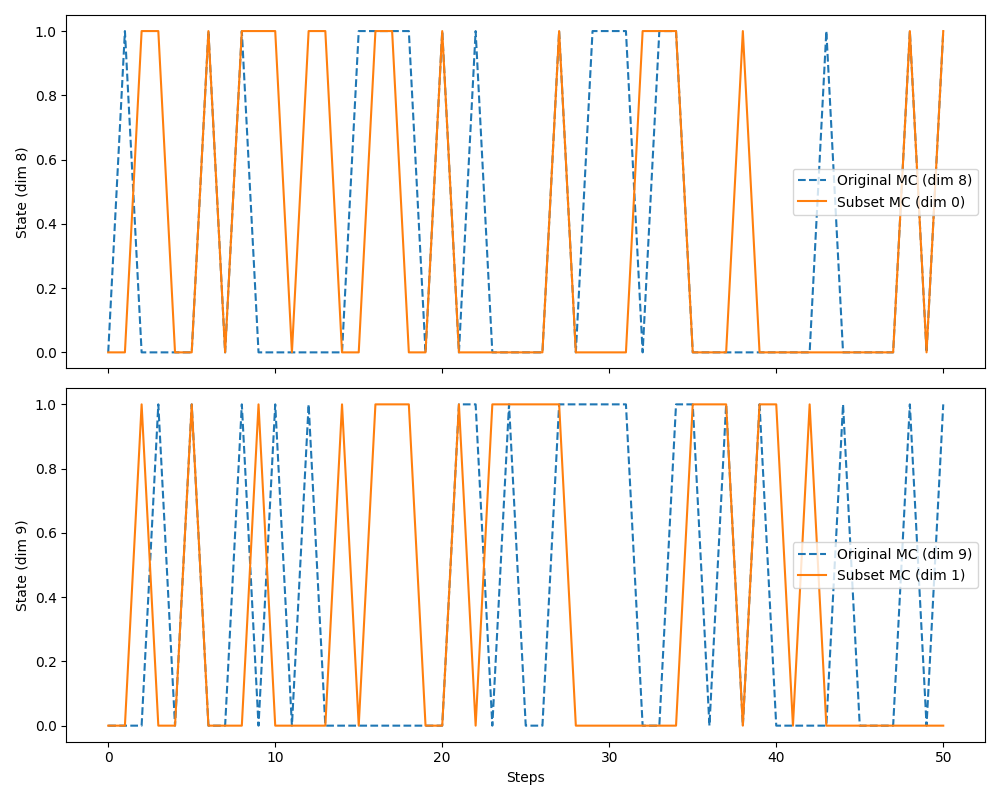 1.0
0.8
0.6
0.4
0.2
0.0
State (dim 8)
Original MC (dim 8)
Subset MC (dim 0)
1.0
0.8
0.6
0.4
0.2
0.0
State (dim 9)
Original MC (dim 9)
Subset MC (dim 1)
0 10 20 30 40 50
Steps